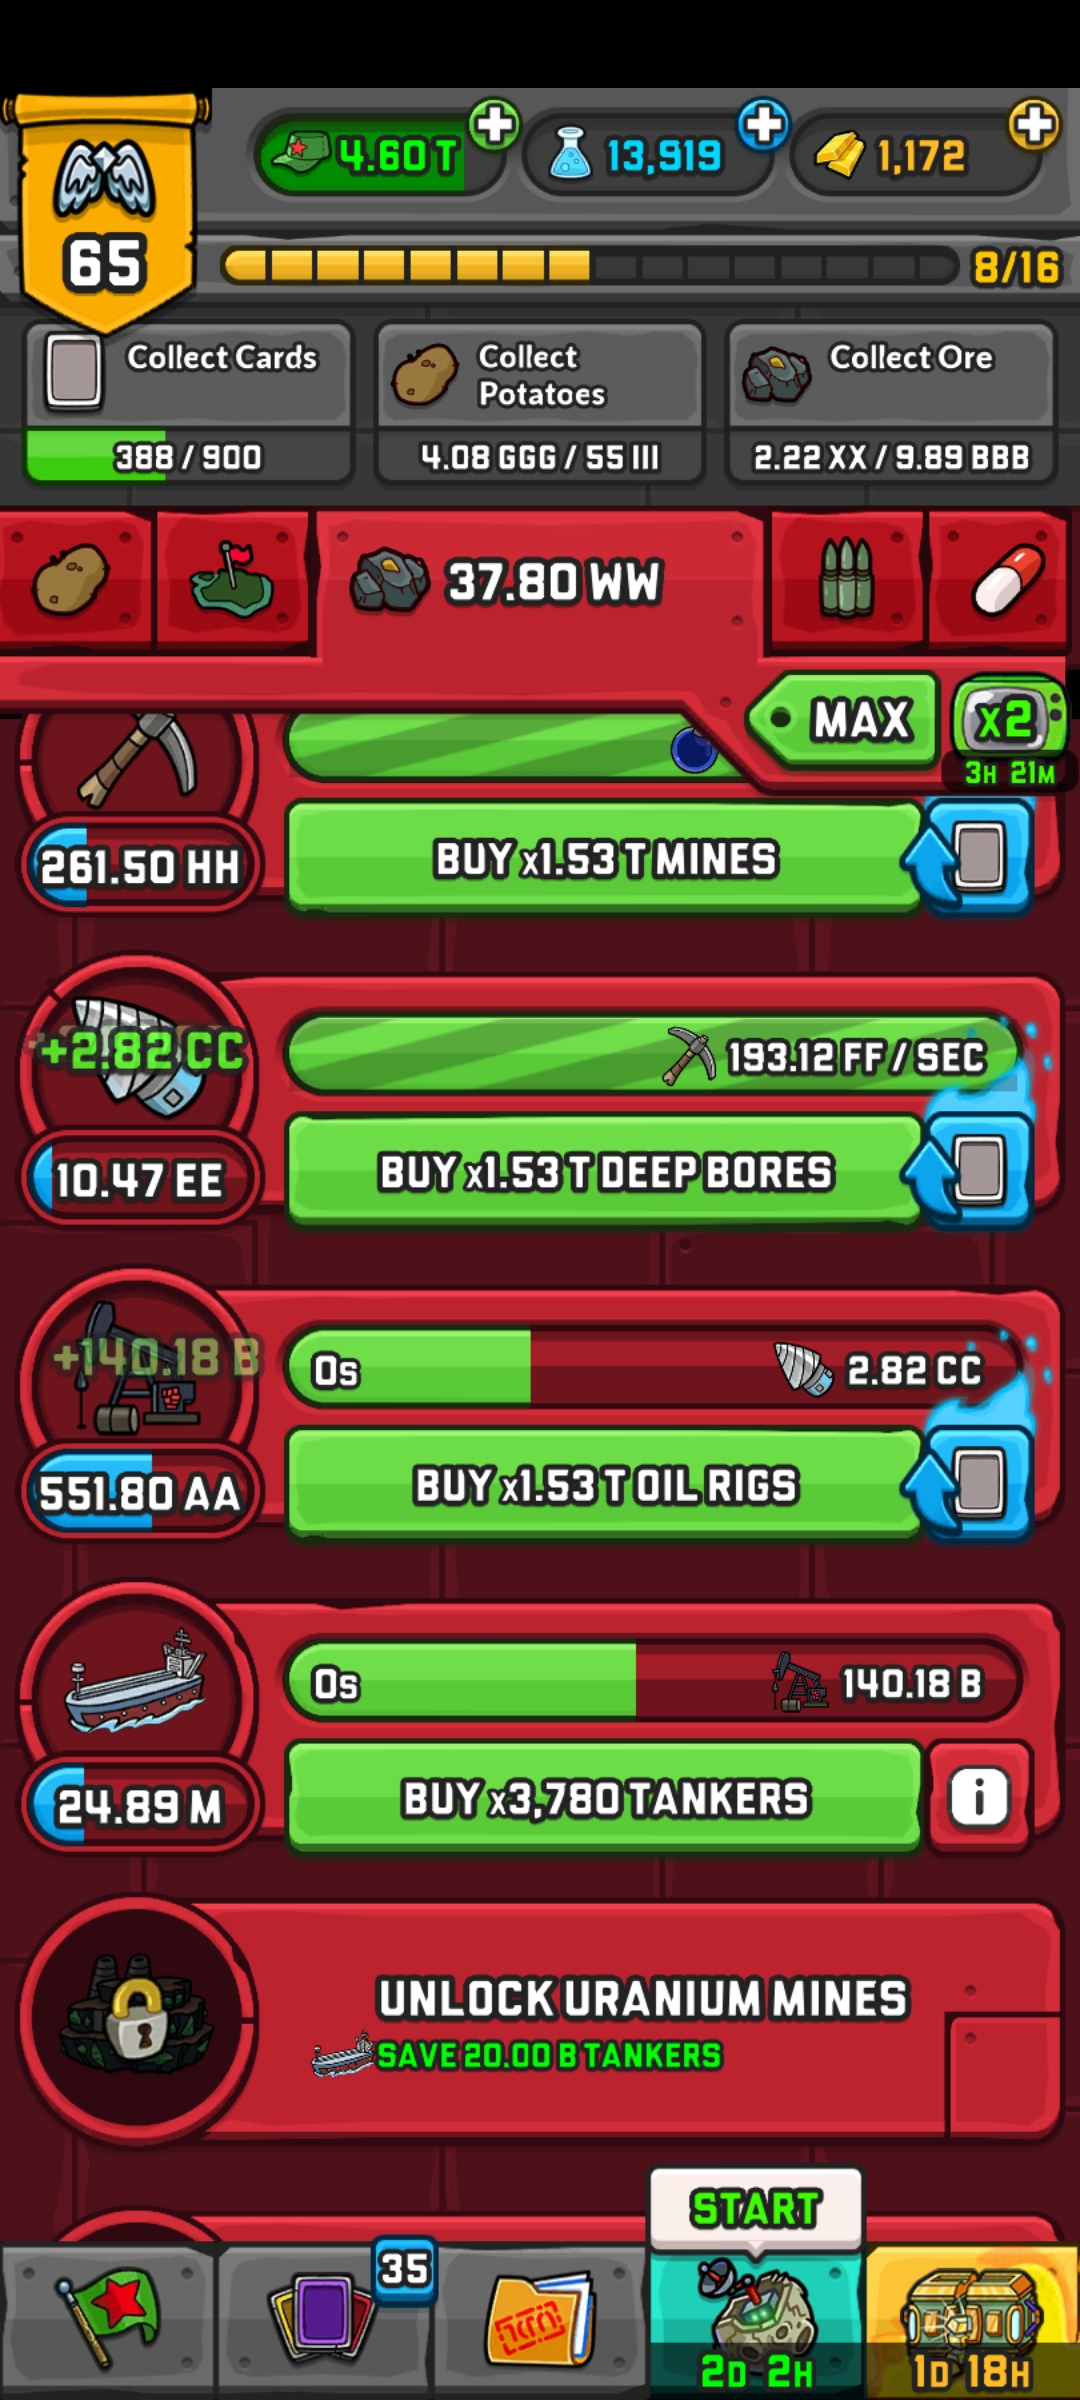 4.60 T
13,919
1,172
65
8/16
Collect Cards
388 / 900
Collect
Potatoes
4.08 GGG / 55 III
Collect Ore
2.22 XX / 9.89 BBB
37.80 WW
MAX
X2
3H 21M
261.50 HH
BUY x1.53 T MINES
+2.82 CC
193.12 FF / SEC
10.47 EE
BUY x1.53 T DEEP BORES
+140.18 B
0s
2.82 CC
551.80 AA
BUY x1.53 T OIL RIGS
0s
140.18 B
24.89 M
BUY x3,780 TANKERS
i
UNLOCK URANIUM MINES
SAVE 20.00 B TANKERS
START
35
2D 2H
1D 18H